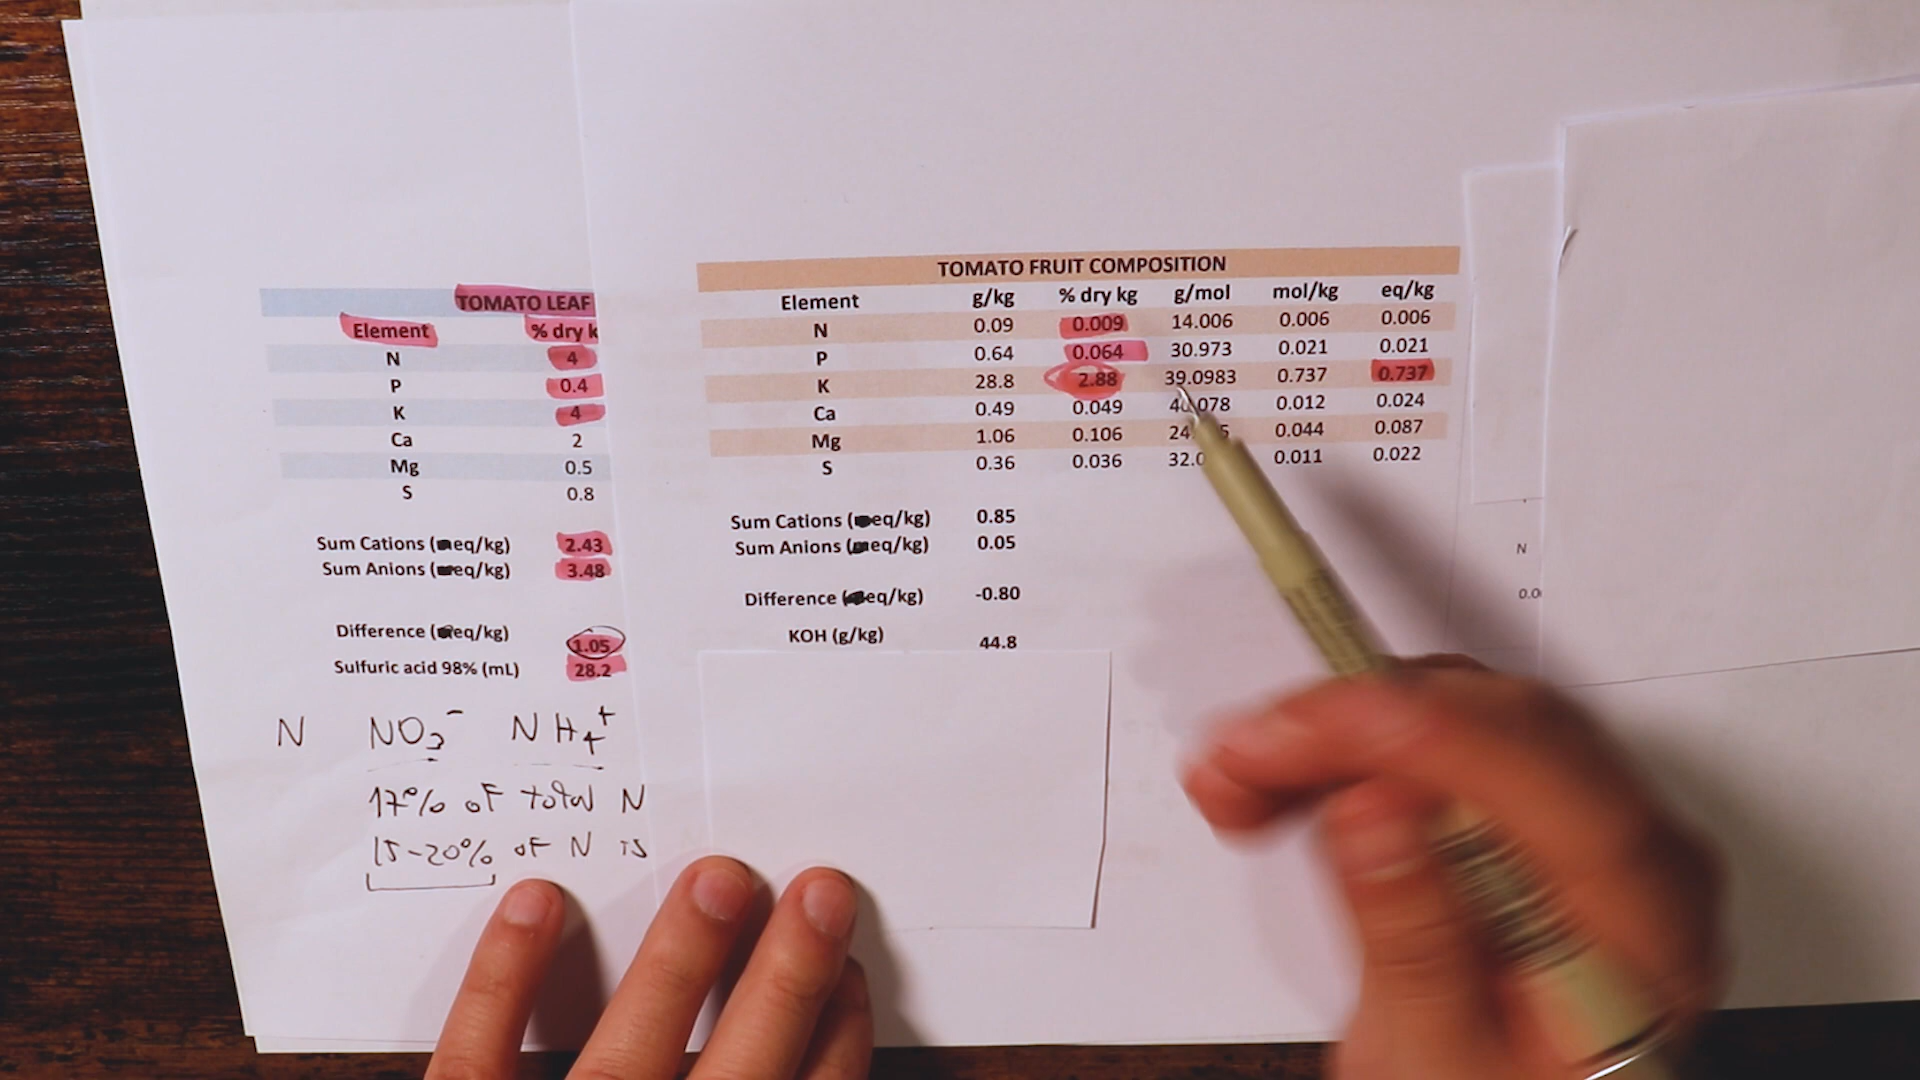 TOMATO LEAF
Element % dry k
N 4
P 0.4
K 4
Ca 2
Mg 0.5
S 0.8
Sum Cations (eq/kg) 2.43
Sum Anions (eq/kg) 3.48
Difference (eq/kg) 1.05
Sulfuric acid 98% (mL) 28.2
N NO3⁻ NH4⁺
17% of total N
15-20% of N is
TOMATO FRUIT COMPOSITION
Element g/kg % dry kg g/mol mol/kg eq/kg
N 0.09 0.009 14.006 0.006 0.006
P 0.64 0.064 30.973 0.021 0.021
K 28.8 2.88 39.0983 0.737 0.737
Ca 0.49 0.049 40.078 0.012 0.024
Mg 1.06 0.106 0.044 0.087
S 0.36 0.036 32.0 0.011 0.022
Sum Cations (eq/kg) 0.85
Sum Anions (eq/kg) 0.05
Difference (eq/kg) -0.80
KOH (g/kg) 44.8
N
0.0